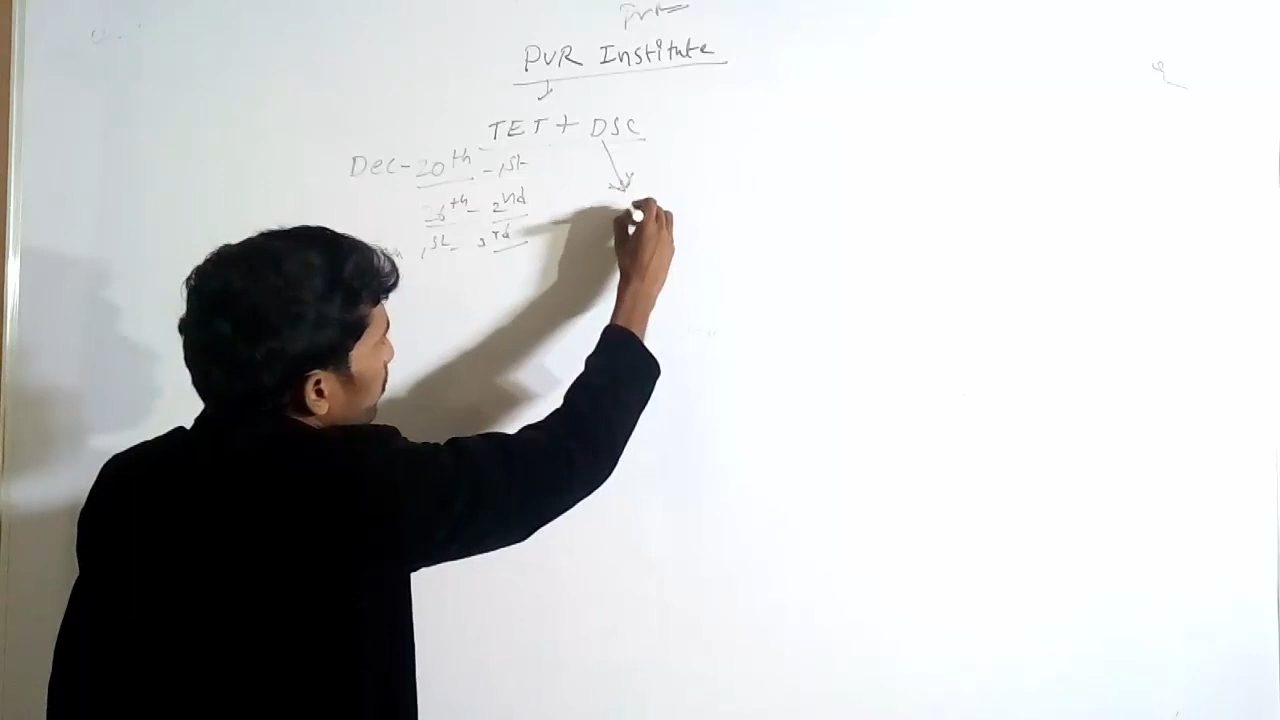 PVR Institute
TET + DSC
Dec - 20th - 1st
26th - 2nd
1st - 3rd